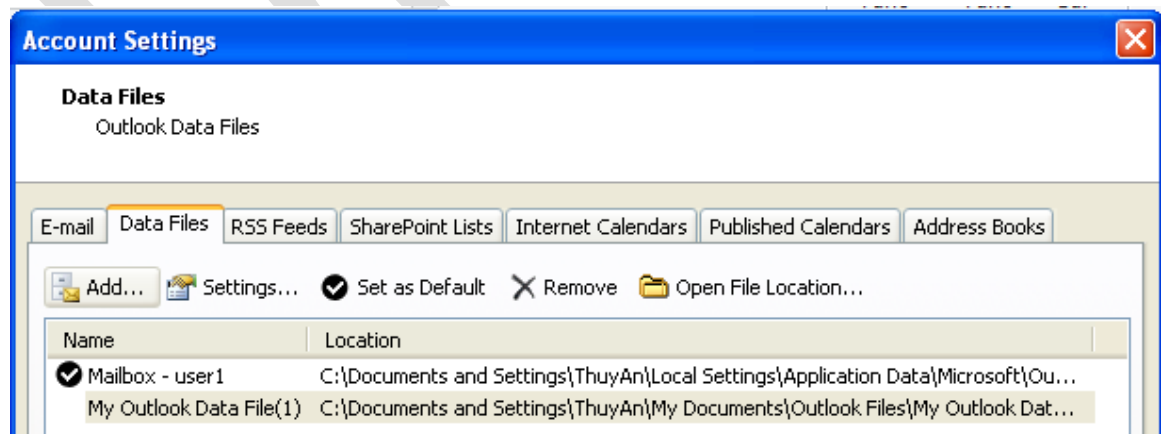 Account Settings
Data Files
Outlook Data Files
E-mail Data Files RSS Feeds SharePoint Lists Internet Calendars Published Calendars Address Books
Add... Settings... Set as Default Remove Open File Location...
Name Location
Mailbox - user1 C:\Documents and Settings\ThuyAn\Local Settings\Application Data\Microsoft\Ou...
My Outlook Data File(1) C:\Documents and Settings\ThuyAn\My Documents\Outlook Files\My Outlook Dat...